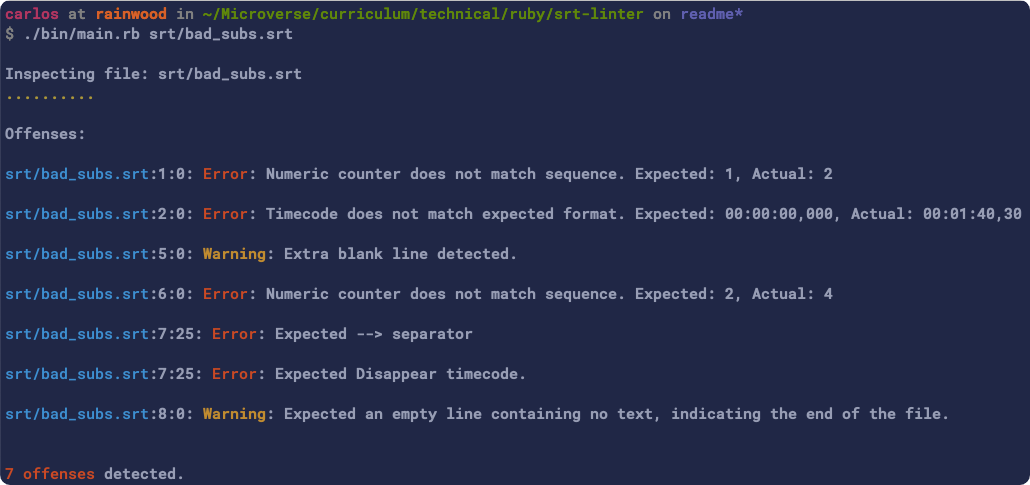 carlos at rainwood in ~/Microverse/curriculum/technical/ruby/srt-linter on readme*
$ ./bin/main.rb srt/bad_subs.srt
Inspecting file: srt/bad_subs.srt
..........
Offenses:
srt/bad_subs.srt:1:0: Error: Numeric counter does not match sequence. Expected: 1, Actual: 2
srt/bad_subs.srt:2:0: Error: Timecode does not match expected format. Expected: 00:00:00,000, Actual: 00:01:40,30
srt/bad_subs.srt:5:0: Warning: Extra blank line detected.
srt/bad_subs.srt:6:0: Error: Numeric counter does not match sequence. Expected: 2, Actual: 4
srt/bad_subs.srt:7:25: Error: Expected --> separator
srt/bad_subs.srt:7:25: Error: Expected Disappear timecode.
srt/bad_subs.srt:8:0: Warning: Expected an empty line containing no text, indicating the end of the file.
7 offenses detected.